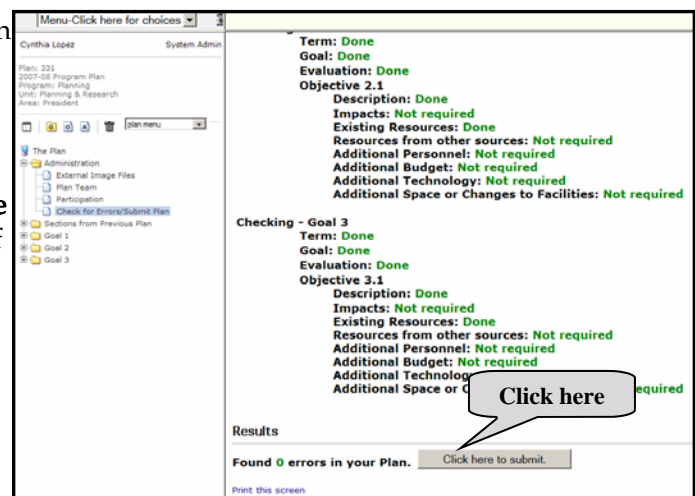 Menu-Click here for choices
Cynthia Lopez System Admin
Plan: 331
2007-08 Program Plan
Program: Planning
Unit: Planning & Research
Area: President
G O A plan menu
The Plan
Administration
External Image Files
Plan Team
Participation
Check for Errors/Submit Plan
Sections from Previous Plan
Goal 1
Goal 2
Goal 3
Term: Done
Goal: Done
Evaluation: Done
Objective 2.1
Description: Done
Impacts: Not required
Existing Resources: Done
Resources from other sources: Not required
Additional Personnel: Not required
Additional Budget: Not required
Additional Technology: Not required
Additional Space or Changes to Facilities: Not required
Checking - Goal 3
Term: Done
Goal: Done
Evaluation: Done
Objective 3.1
Description: Done
Impacts: Not required
Existing Resources: Done
Resources from other sources: Not required
Additional Personnel: Not required
Additional Budget: Not required
Additional Technology
Additional Space or
Click here
Results
Found 0 errors in your Plan. Click here to submit.
Print this screen